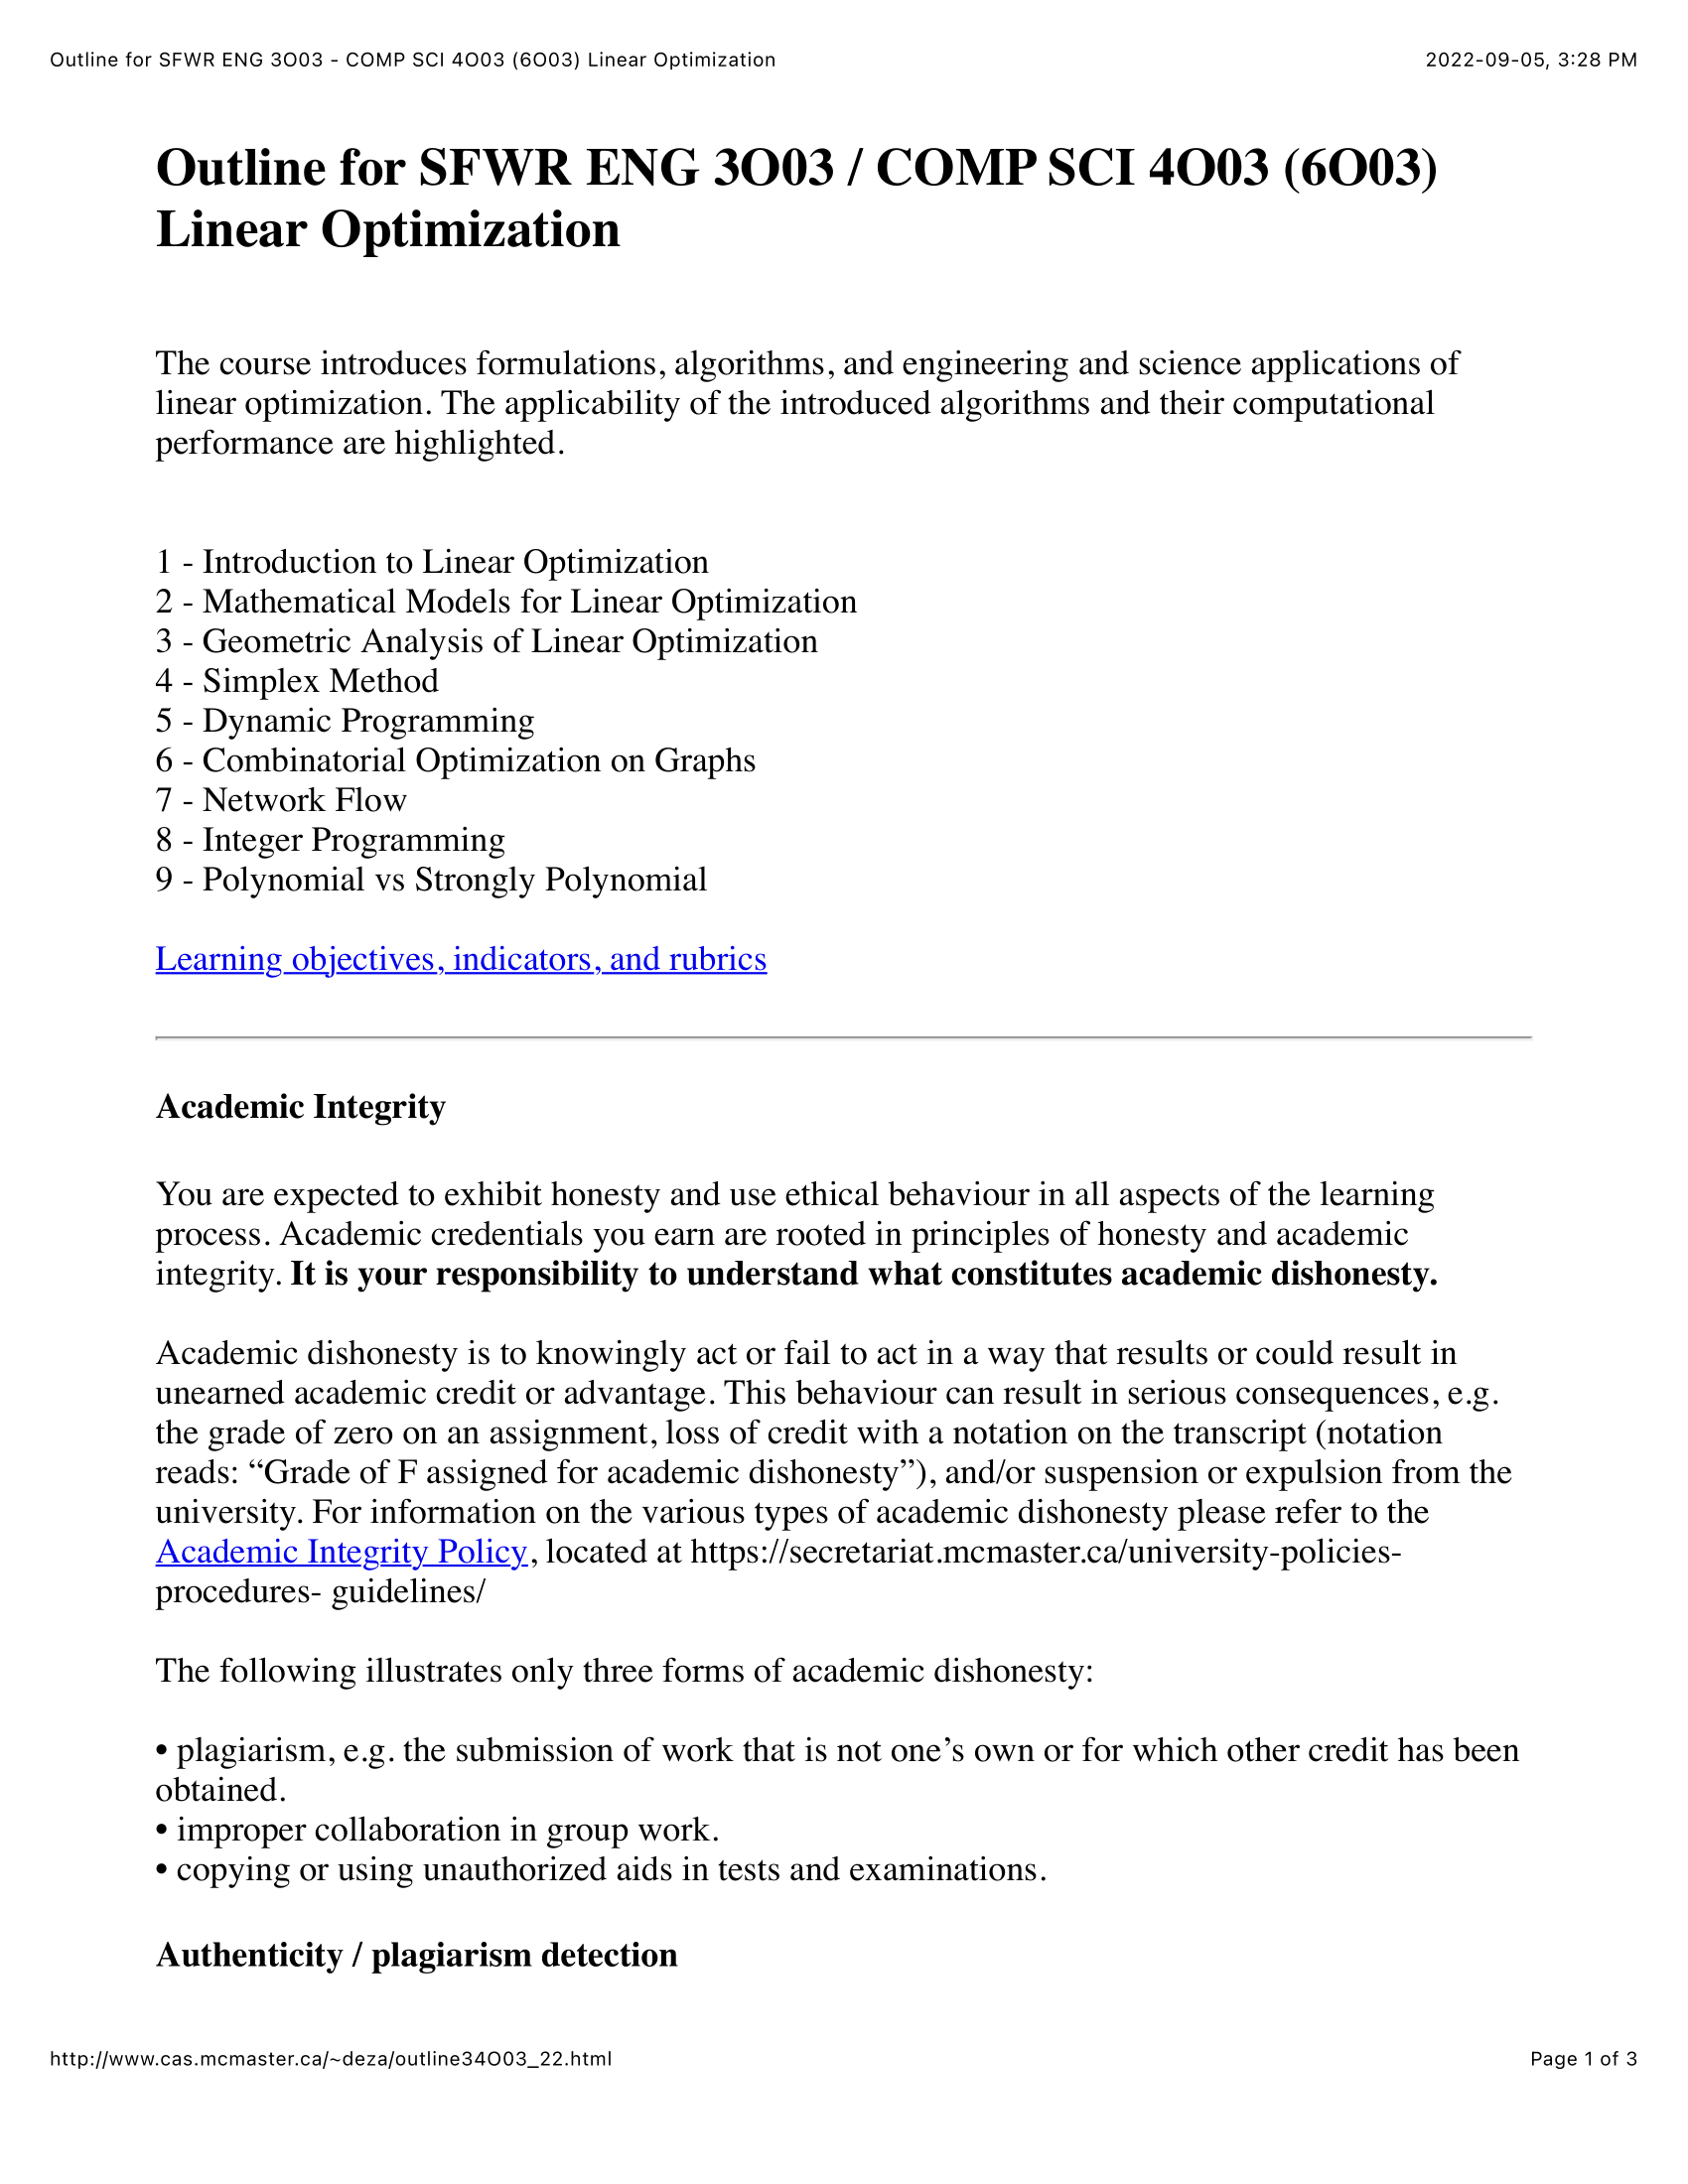 Outline for SFWR ENG 3O03 - COMP SCI 4O03 (6O03) Linear Optimization
2022-09-05, 3:28 PM
Outline for SFWR ENG 3O03 / COMP SCI 4O03 (6O03)
Linear Optimization
The course introduces formulations, algorithms, and engineering and science applications of
linear optimization. The applicability of the introduced algorithms and their computational
performance are highlighted.
1 - Introduction to Linear Optimization
2 - Mathematical Models for Linear Optimization
3 - Geometric Analysis of Linear Optimization
4 - Simplex Method
5 - Dynamic Programming
6 - Combinatorial Optimization on Graphs
7 - Network Flow
8 - Integer Programming
9 - Polynomial vs Strongly Polynomial
Learning objectives, indicators, and rubrics
Academic Integrity
You are expected to exhibit honesty and use ethical behaviour in all aspects of the learning
process. Academic credentials you earn are rooted in principles of honesty and academic
integrity. It is your responsibility to understand what constitutes academic dishonesty.
Academic dishonesty is to knowingly act or fail to act in a way that results or could result in
unearned academic credit or advantage. This behaviour can result in serious consequences, e.g.
the grade of zero on an assignment, loss of credit with a notation on the transcript (notation
reads: “Grade of F assigned for academic dishonesty”), and/or suspension or expulsion from the
university. For information on the various types of academic dishonesty please refer to the
Academic Integrity Policy, located at https://secretariat.mcmaster.ca/university-policies-
procedures- guidelines/
The following illustrates only three forms of academic dishonesty:
• plagiarism, e.g. the submission of work that is not one’s own or for which other credit has been
obtained.
• improper collaboration in group work.
• copying or using unauthorized aids in tests and examinations.
Authenticity / plagiarism detection
http://www.cas.mcmaster.ca/~deza/outline34O03_22.html
Page 1 of 3